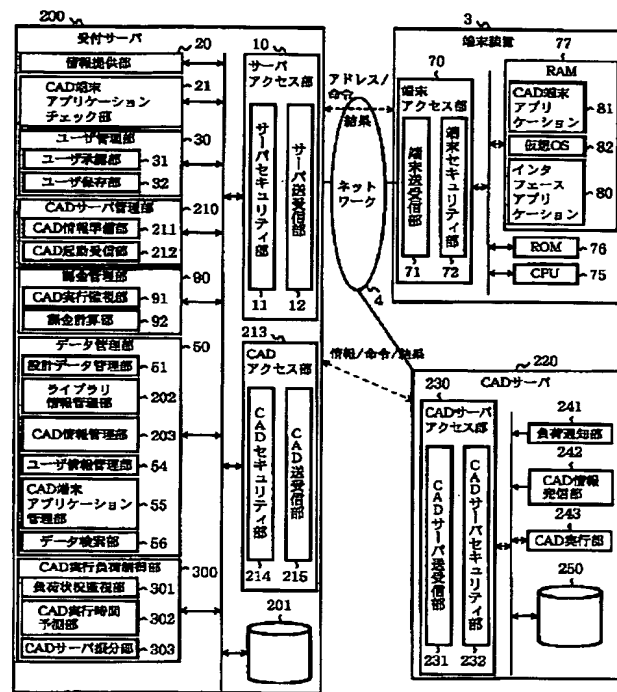 200
受付サーバ
20
情報提供部
21
CAD端末
アプリケーション
チェック部
30
ユーザ管理部
ユーザ承認部
31
ユーザ保存部
32
CADサーバ管理部
210
CAD情報準備部
211
CAD起動受信部
212
課金管理部
90
CAD実行監視部
91
課金計算部
92
データ管理部
50
設計データ管理部
51
ライブラリ
情報管理部
202
CAD情報管理部
203
ユーザ情報管理部
54
CAD端末
アプリケーション
管理部
55
データ検索部
56
CAD実行負荷制御部
300
負荷状況監視部
301
CAD実行時間
予測部
302
CADサーバ振分部
303
10
サーバ
アクセス部
サーバセキュリティ部
サーバ送受信部
11
12
213
CAD
アクセス部
CADセキュリティ部
CAD送受信部
214
215
201
アドレス/
命令
結果
ネット
ワーク
4
情報/命令/結果
3
端末装置
70
端末
アクセス部
端末送受信部
端末セキュリティ部
71
72
77
RAM
CAD端末
アプリ
ケーション
81
仮想OS
82
インタ
フェース
アプリ
ケーション
80
ROM
76
CPU
75
220
CADサーバ
230
CADサーバ
アクセス部
CADサーバ送受信部
CADサーバセキュリティ部
231
232
241
負荷通知部
242
CAD情報
発信部
243
CAD実行部
250